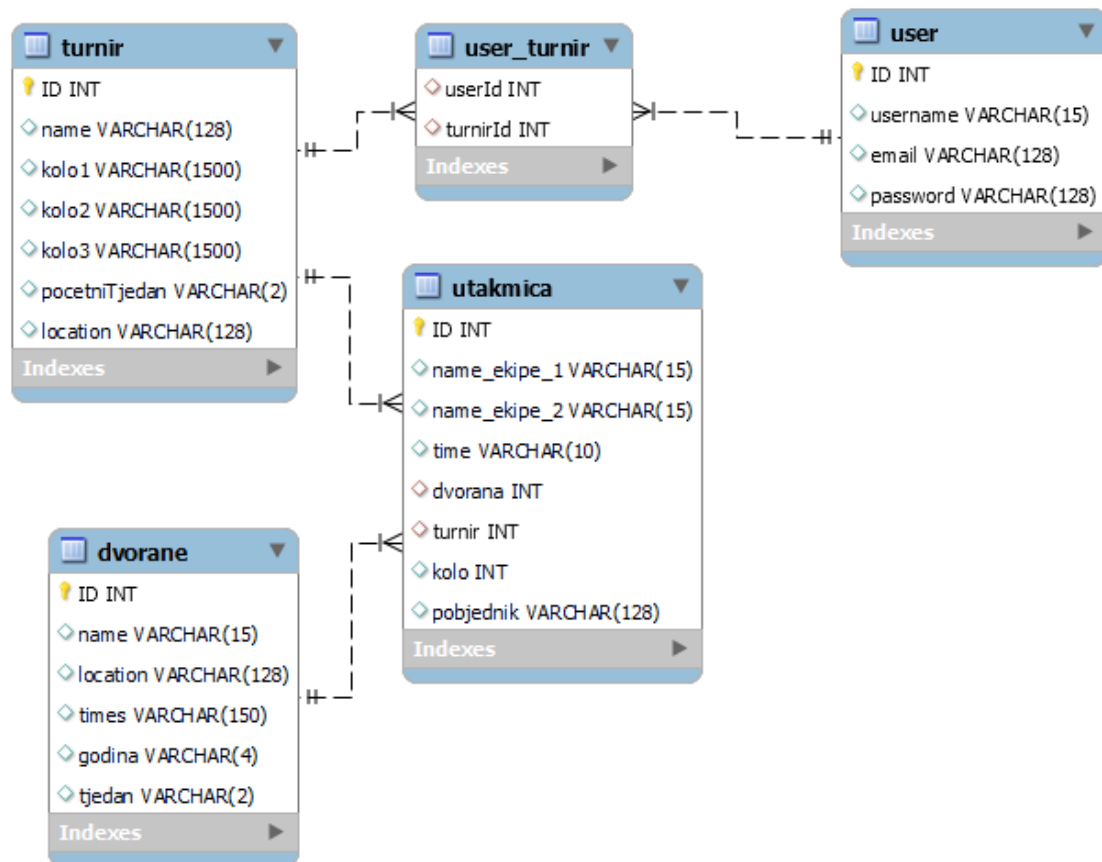 turnir
ID INT
name VARCHAR(128)
kolo1 VARCHAR(1500)
kolo2 VARCHAR(1500)
kolo3 VARCHAR(1500)
pocetniTjedan VARCHAR(2)
location VARCHAR(128)
Indexes
user_turnir
userId INT
turnirId INT
Indexes
user
ID INT
username VARCHAR(15)
email VARCHAR(128)
password VARCHAR(128)
Indexes
utakmica
ID INT
name_ekipe_1 VARCHAR(15)
name_ekipe_2 VARCHAR(15)
time VARCHAR(10)
dvorana INT
turnir INT
kolo INT
pobjednik VARCHAR(128)
Indexes
dvorane
ID INT
name VARCHAR(15)
location VARCHAR(128)
times VARCHAR(150)
godina VARCHAR(4)
tjedan VARCHAR(2)
Indexes